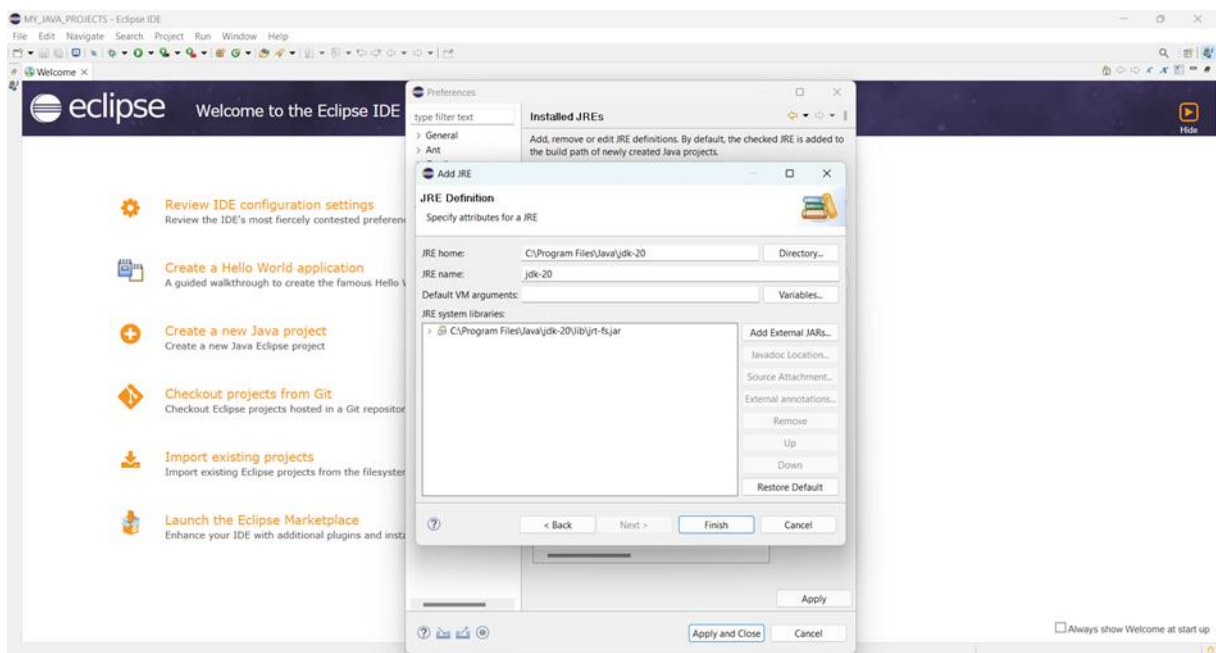 MY_JAVA_PROJECTS - Eclipse IDE
File Edit Navigate Search Project Run Window Help
Welcome
eclipse Welcome to the Eclipse IDE
Hide
Review IDE configuration settings
Review the IDE's most fiercely contested preferen
Create a Hello World application
A guided walkthrough to create the famous Hello
Create a new Java project
Create a new Java Eclipse project
Checkout projects from Git
Checkout Eclipse projects hosted in a Git repositor
Import existing projects
Import existing Eclipse projects from the filesyster
Launch the Eclipse Marketplace
Enhance your IDE with additional plugins and insta
Preferences
type filter text
General
Ant
Installed JREs
Add, remove or edit JRE definitions. By default, the checked JRE is added to
the build path of newly created Java projects.
Add JRE
JRE Definition
Specify attributes for a JRE
JRE home: C:\Program Files\Java\jdk-20 Directory...
JRE name: jdk-20
Default VM arguments: Variables...
JRE system libraries:
C:\Program Files\Java\jdk-20\lib\jrt-fs.jar
Add External JARs...
Javadoc Location...
Source Attachment...
External annotations...
Remove
Up
Down
Restore Default
< Back Next > Finish Cancel
Apply
Apply and Close Cancel
Always show Welcome at start up